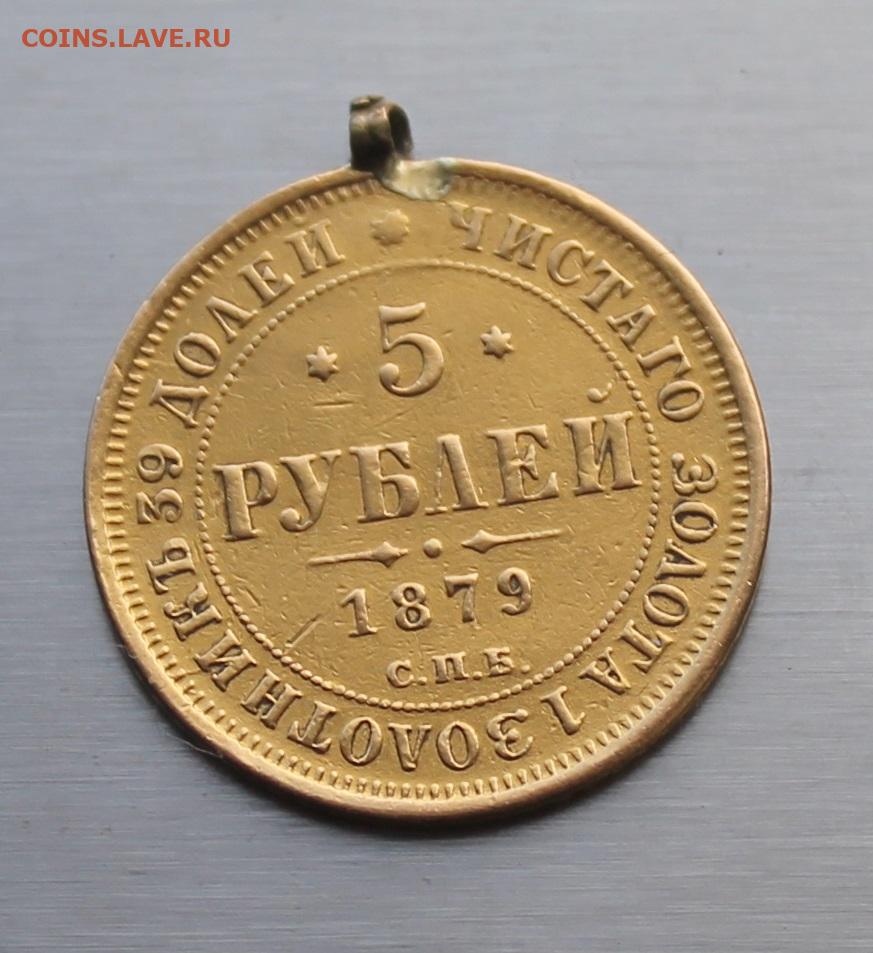 COINS.LAVE.RU
* ЧИСТАГО ЗОЛОТА 1 ЗОЛОТНИКЪ 39 ДОЛЕЙ
* 5 *
РУБЛЕЙ
1879
С.П.Б.